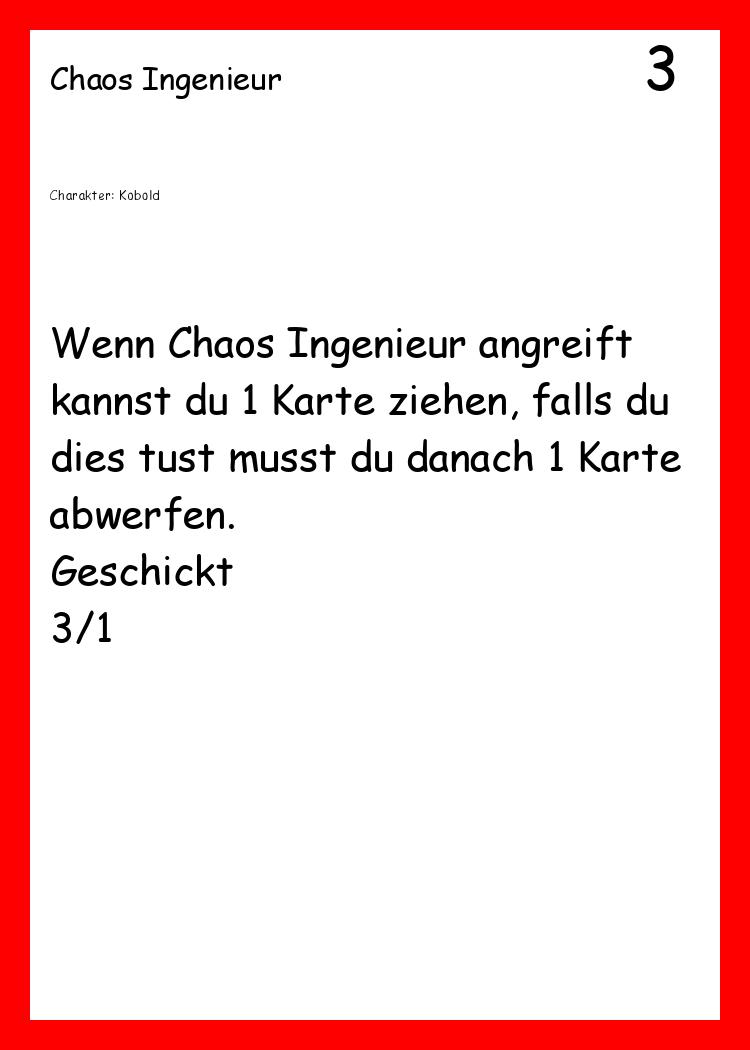 Chaos Ingenieur
3
Charakter: Kobold
Wenn Chaos Ingenieur angreift
kannst du 1 Karte ziehen, falls du
dies tust musst du danach 1 Karte
abwerfen.
Geschickt
3/1